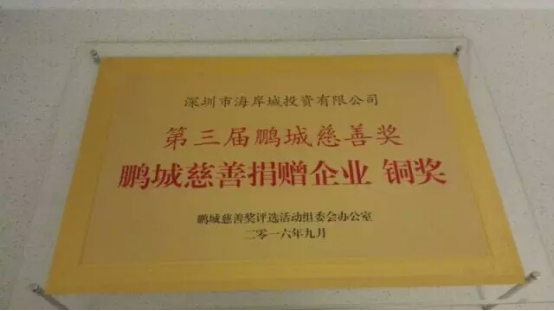 深圳市海岸城投资有限公司
第三届鹏城慈善奖
鹏城慈善捐赠企业 铜奖
鹏城慈善奖评选活动组委会办公室
二零一六年九月